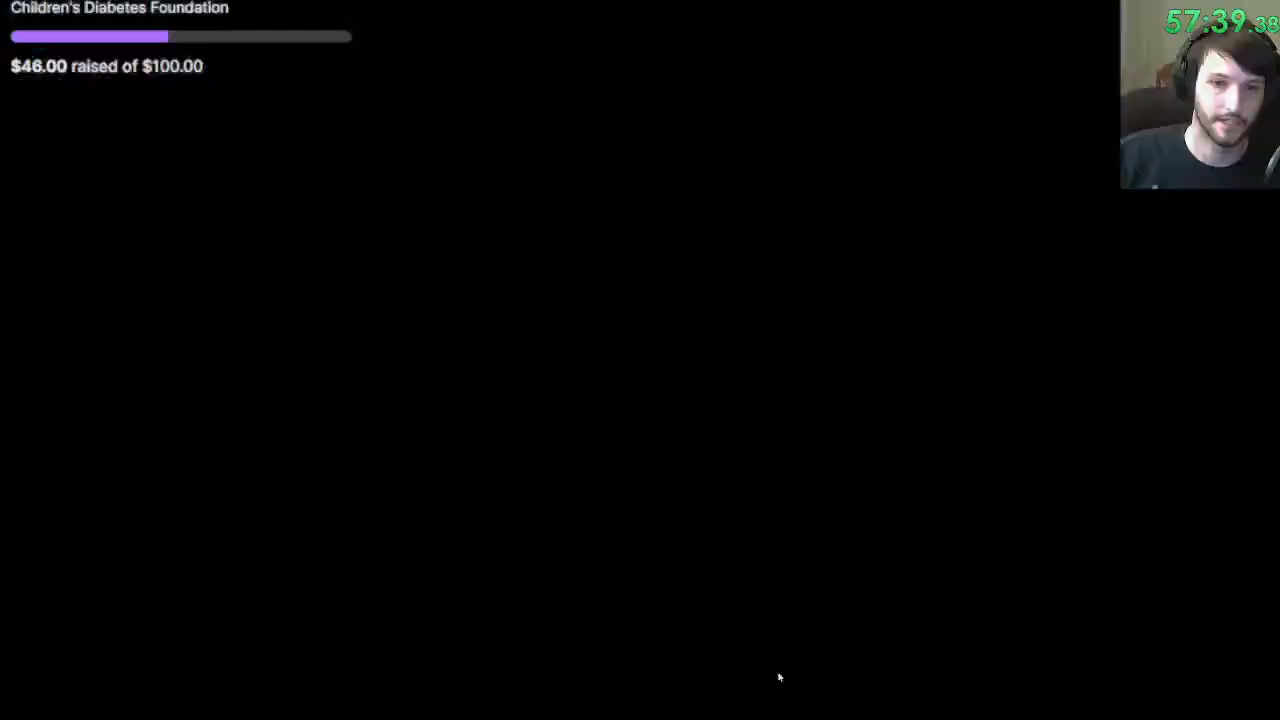 Children's Diabetes Foundation
57:39.38
$46.00 raised of $100.00